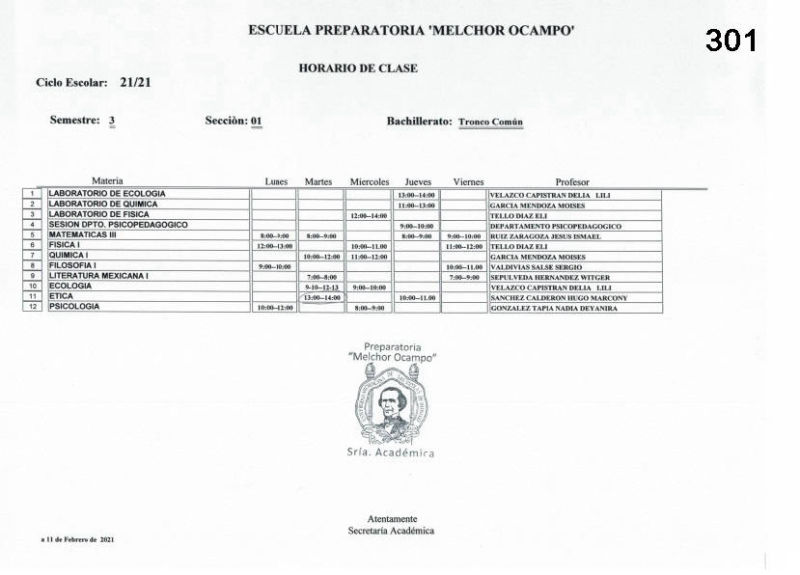 ESCUELA PREPARATORIA 'MELCHOR OCAMPO'
301
HORARIO DE CLASE
Ciclo Escolar: 21/21
Semestre: 3 Secciòn: 01 Bachillerato: Tronco Común
Materia Lunes Martes Miercoles Jueves Viernes Profesor
1 LABORATORIO DE ECOLOGIA 13:00--14:00 VELAZCO CAPISTRAN DELIA LILI
2 LABORATORIO DE QUIMICA 11:00--13:00 GARCIA MENDOZA MOISES
3 LABORATORIO DE FISICA 12:00--14:00 TELLO DIAZ ELI
4 SESION DPTO. PSICOPEDAGOGICO 9:00--10:00 DEPARTAMENTO PSICOPEDAGOGICO
5 MATEMATICAS III 8:00--9:00 8:00--9:00 8:00--9:00 9:00--10:00 RUIZ ZARAGOZA JESUS ISMAEL
6 FISICA I 12:00--13:00 10:00--11.00 11:00--12:00 TELLO DIAZ ELI
7 QUIMICA I 10:00--12:00 11:00--12:00 GARCIA MENDOZA MOISES
8 FILOSOFIA I 9:00--10:00 10:00--11.00 VALDIVIAS SALSE SERGIO
9 LITERATURA MEXICANA I 7:00--8:00 7:00--9:00 SEPULVEDA HERNANDEZ WITGER
10 ECOLOGIA 9-10--12-13 9:00--10:00 VELAZCO CAPISTRAN DELIA LILI
11 ETICA 13:00--14:00 10:00--11.00 SANCHEZ CALDERON HUGO MARCONY
12 PSICOLOGIA 10:00--12:00 8:00--9:00 GONZALEZ TAPIA NADIA DEYANIRA
Preparatoria
"Melchor Ocampo"
Sría. Académica
Atentamente
Secretaría Académica
a 11 de Febrero de 2021